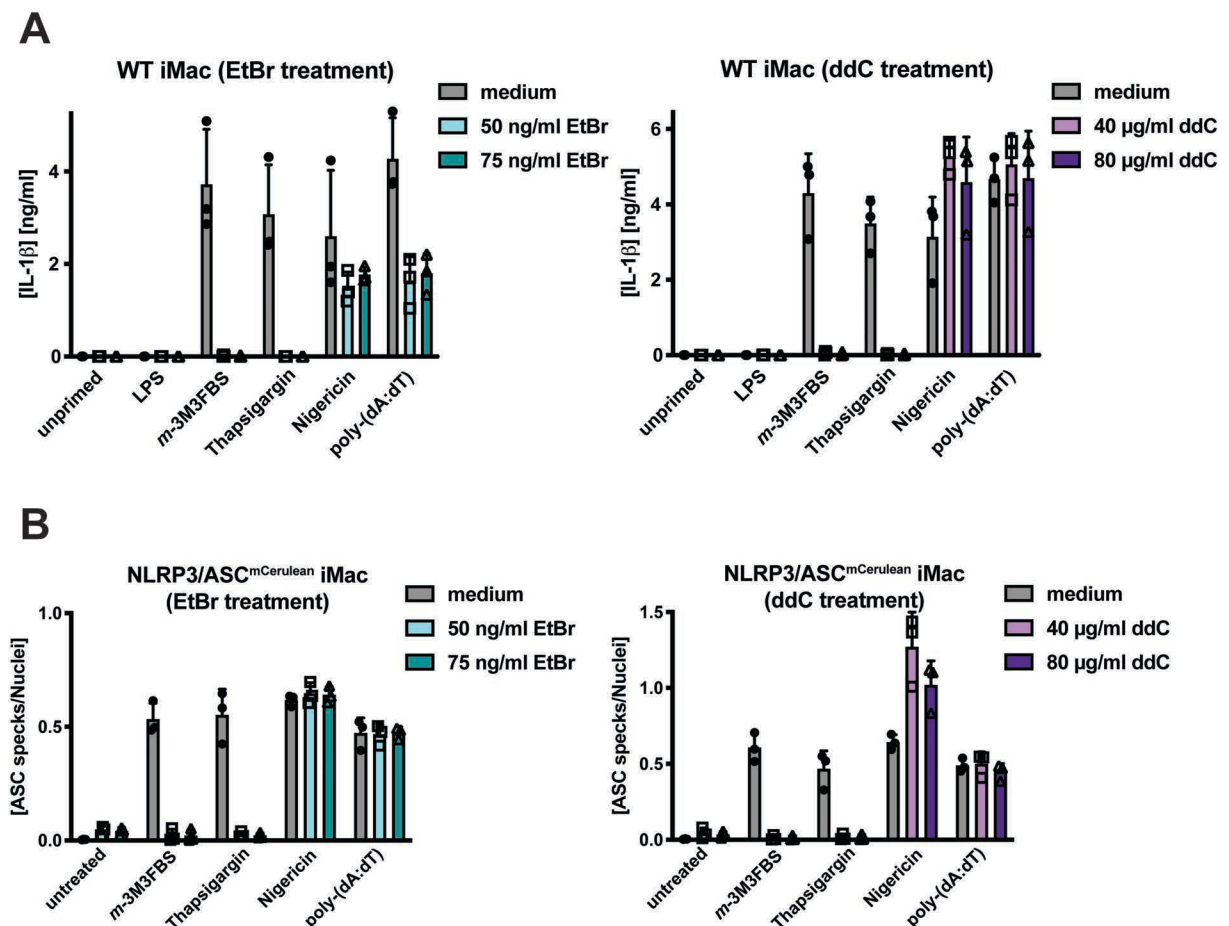 A
WT iMac (EtBr treatment)
medium
50 ng/ml EtBr
75 ng/ml EtBr
[IL-1β] [ng/ml]
4
2
0
unprimed
LPS
m-3M3FBS
Thapsigargin
Nigericin
poly-(dA:dT)
WT iMac (ddC treatment)
medium
40 μg/ml ddC
80 μg/ml ddC
[IL-1β] [ng/ml]
6
4
2
0
unprimed
LPS
m-3M3FBS
Thapsigargin
Nigericin
poly-(dA:dT)
B
NLRP3/ASCmCerulean iMac
(EtBr treatment)
medium
50 ng/ml EtBr
75 ng/ml EtBr
[ASC specks/Nuclei]
1.0
0.5
0.0
untreated
m-3M3FBS
Thapsigargin
Nigericin
poly-(dA:dT)
NLRP3/ASCmCerulean iMac
(ddC treatment)
medium
40 μg/ml ddC
80 μg/ml ddC
[ASC specks/Nuclei]
1.5
1.0
0.5
0.0
untreated
m-3M3FBS
Thapsigargin
Nigericin
poly-(dA:dT)